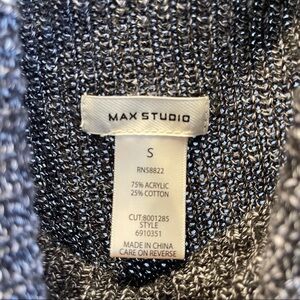 MAX STUDIO
S
RN58822
75% ACRYLIC
25% COTTON
CUT:8001285
STYLE
6910351
MADE IN CHINA
CARE ON REVERSE